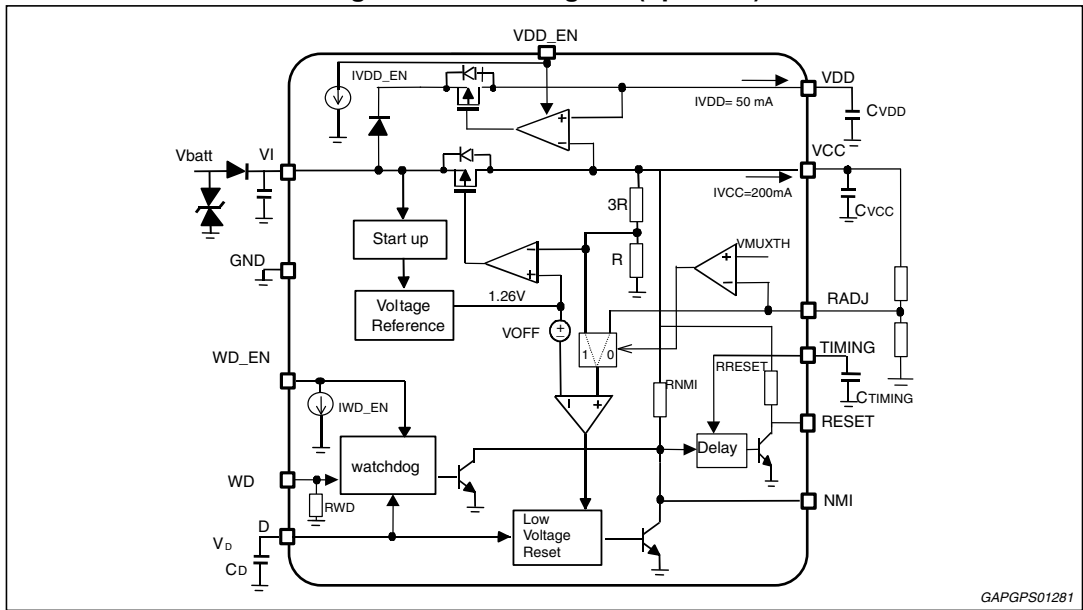 VDD_EN
IVDD_EN
VDD
IVDD= 50 mA
CVDD
Vbatt
VI
VCC
IVCC=200mA
CVCC
3R
Start up
R
VMUXTH
GND
1.26V
Voltage
Reference
RADJ
VOFF
1
0
TIMING
WD_EN
RRESET
RNMI
CTIMING
IWD_EN
RESET
Delay
watchdog
WD
RWD
NMI
D
Low
Voltage
Reset
VD
CD
GAPGPS01281